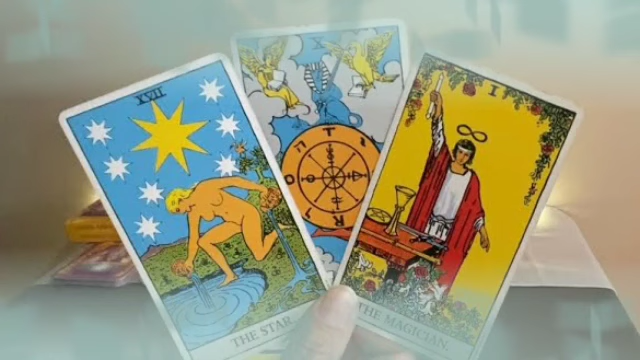 XVII
THE STAR.
X
T
A
R
I
THE MAGICIAN.